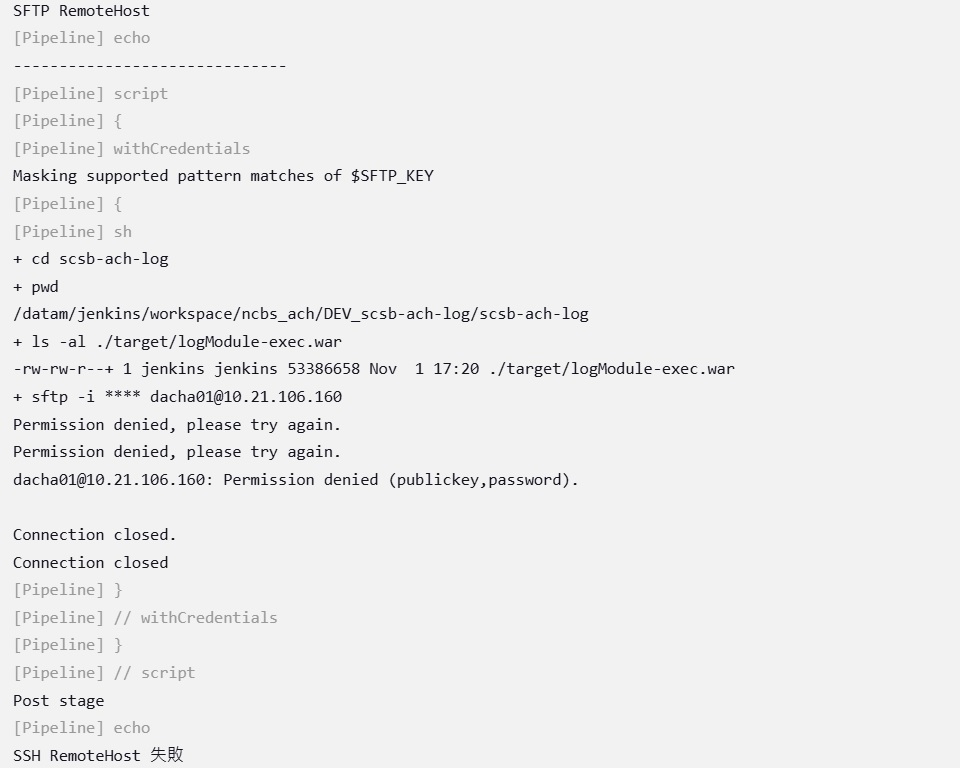 SFTP RemoteHost
[Pipeline] echo
------------------------------
[Pipeline] script
[Pipeline] {
[Pipeline] withCredentials
Masking supported pattern matches of $SFTP_KEY
[Pipeline] {
[Pipeline] sh
+ cd scsb-ach-log
+ pwd
/datam/jenkins/workspace/ncbs_ach/DEV_scsb-ach-log/scsb-ach-log
+ ls -al ./target/logModule-exec.war
-rw-rw-r--+ 1 jenkins jenkins 53386658 Nov  1 17:20 ./target/logModule-exec.war
+ sftp -i **** dacha01@10.21.106.160
Permission denied, please try again.
Permission denied, please try again.
dacha01@10.21.106.160: Permission denied (publickey,password).
Connection closed.
Connection closed
[Pipeline] }
[Pipeline] // withCredentials
[Pipeline] }
[Pipeline] // script
Post stage
[Pipeline] echo
SSH RemoteHost 失敗